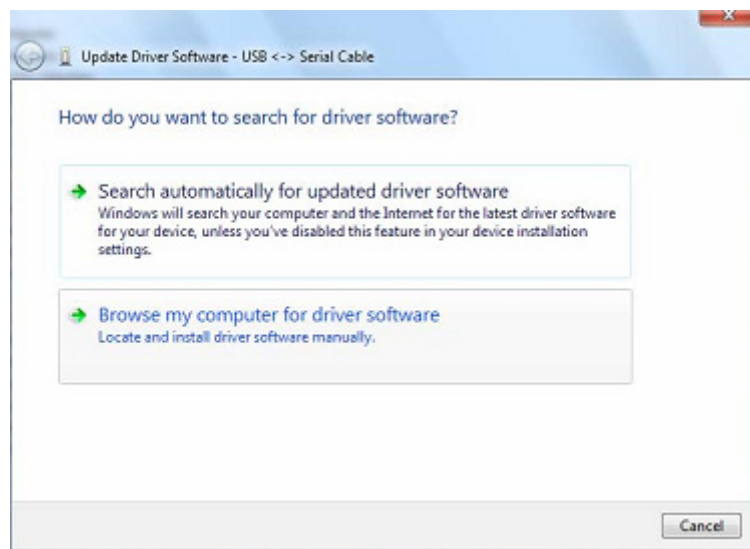 Update Driver Software - USB <-> Serial Cable
How do you want to search for driver software?
Search automatically for updated driver software
Windows will search your computer and the Internet for the latest driver software
for your device, unless you've disabled this feature in your device installation
settings.
Browse my computer for driver software
Locate and install driver software manually.
Cancel